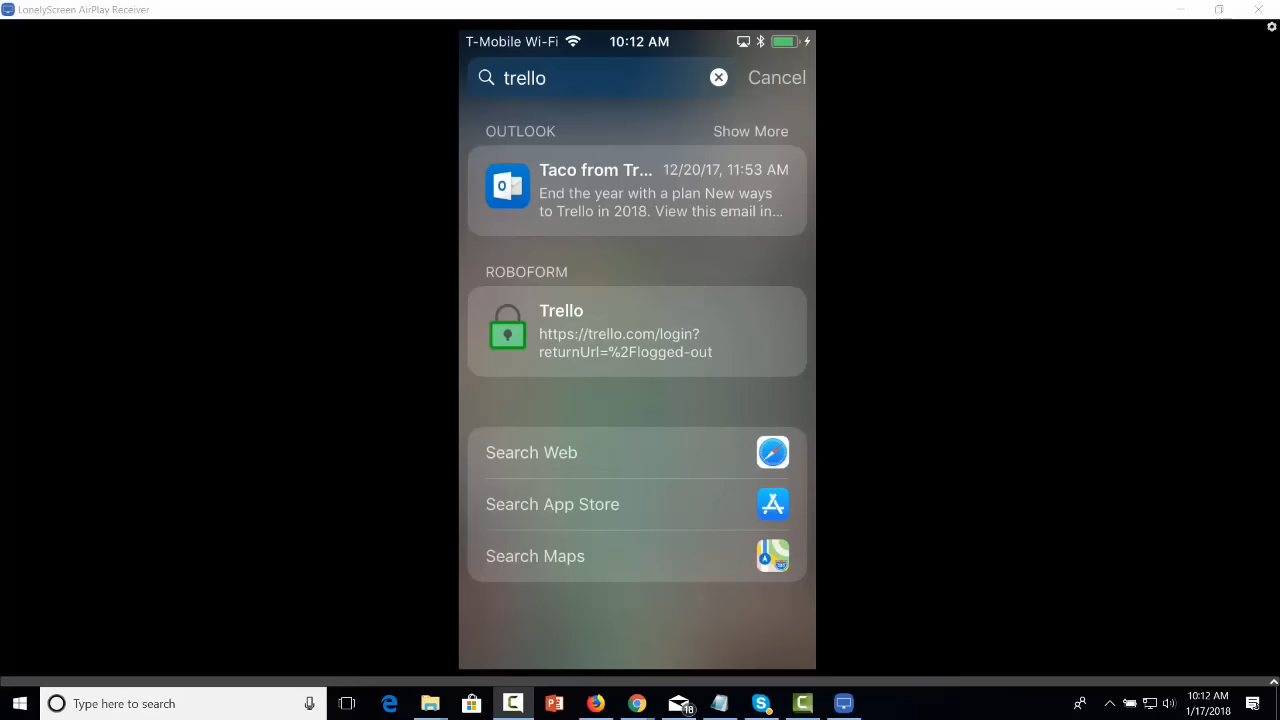 LonelyScreen AirPlay Receiver
T-Mobile Wi-Fi 10:12 AM
trello Cancel
OUTLOOK Show More
Taco from Tr... 12/20/17, 11:53 AM
End the year with a plan New ways
to Trello in 2018. View this email in...
ROBOFORM
Trello
https://trello.com/login?
returnUrl=%2Flogged-out
Search Web
Search App Store
Search Maps
Type here to search
18
10:12 AM
1/17/2018